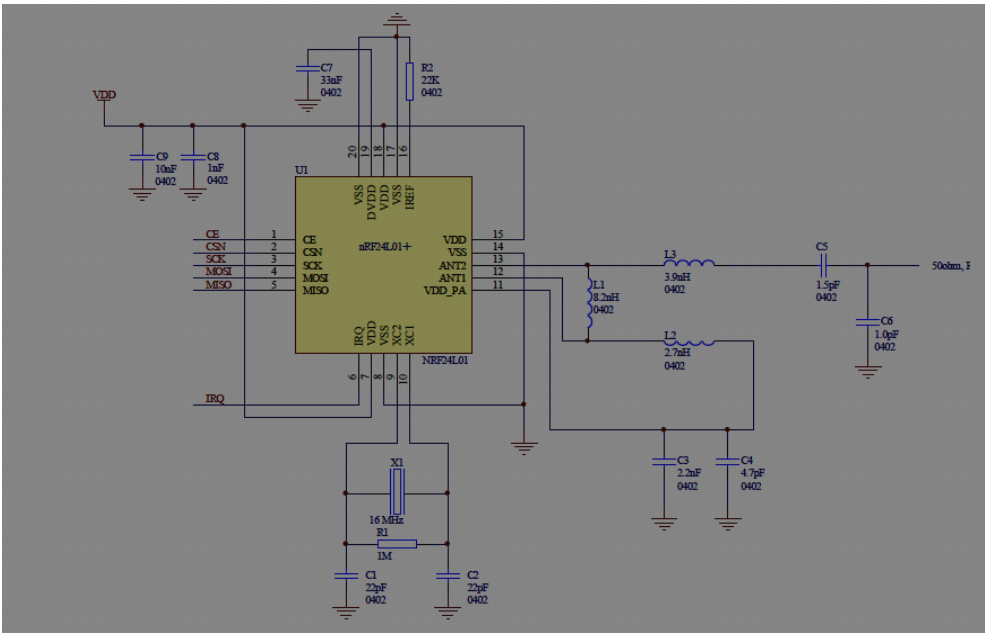 C7
33nF
0402
R2
22K
0402
VDD
C9
10nF
0402
C8
1nF
0402
20
19
18
17
16
U1
VSS
DVDD
VDD
VSS
IREF
nRF24L01+
CE
1
CE
CSN
2
CSN
SCK
3
SCK
MOSI
4
MOSI
MISO
5
MISO
VDD
15
VSS
14
ANT2
13
ANT1
12
VDD_PA
11
IRQ
VDD
VSS
XC2
XC1
NRF24L01
6
7
8
9
10
IRQ
L3
3.9nH
0402
L1
8.2nH
0402
L2
2.7nH
0402
C5
1.5pF
0402
50ohm,
C6
1.0pF
0402
C3
2.2nF
0402
C4
4.7pF
0402
X1
16 MHz
R1
1M
C1
22pF
0402
C2
22pF
0402